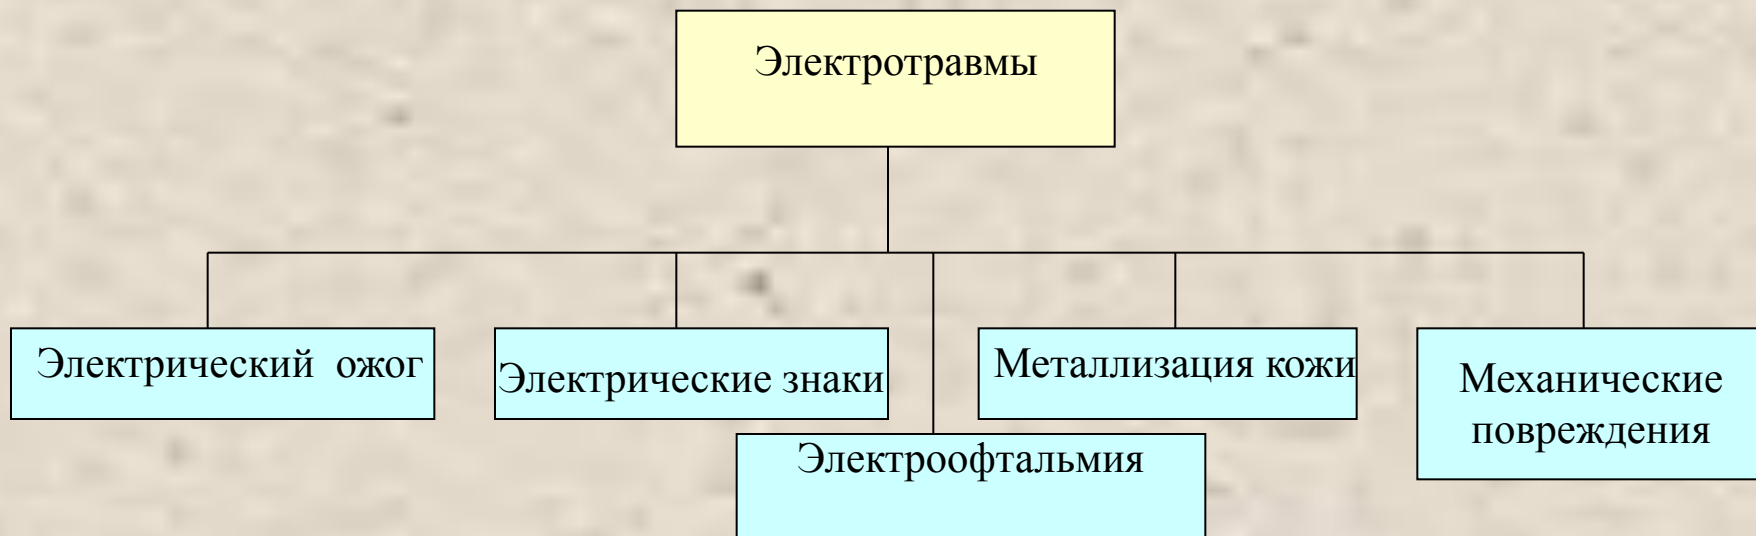 Электротравмы
Электрический ожог
Электрические знаки
Металлизация кожи
Механические
повреждения
Электроофтальмия